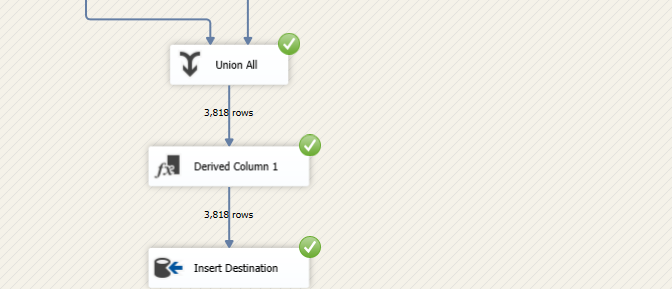 Union All
3,818 rows
Derived Column 1
3,818 rows
Insert Destination